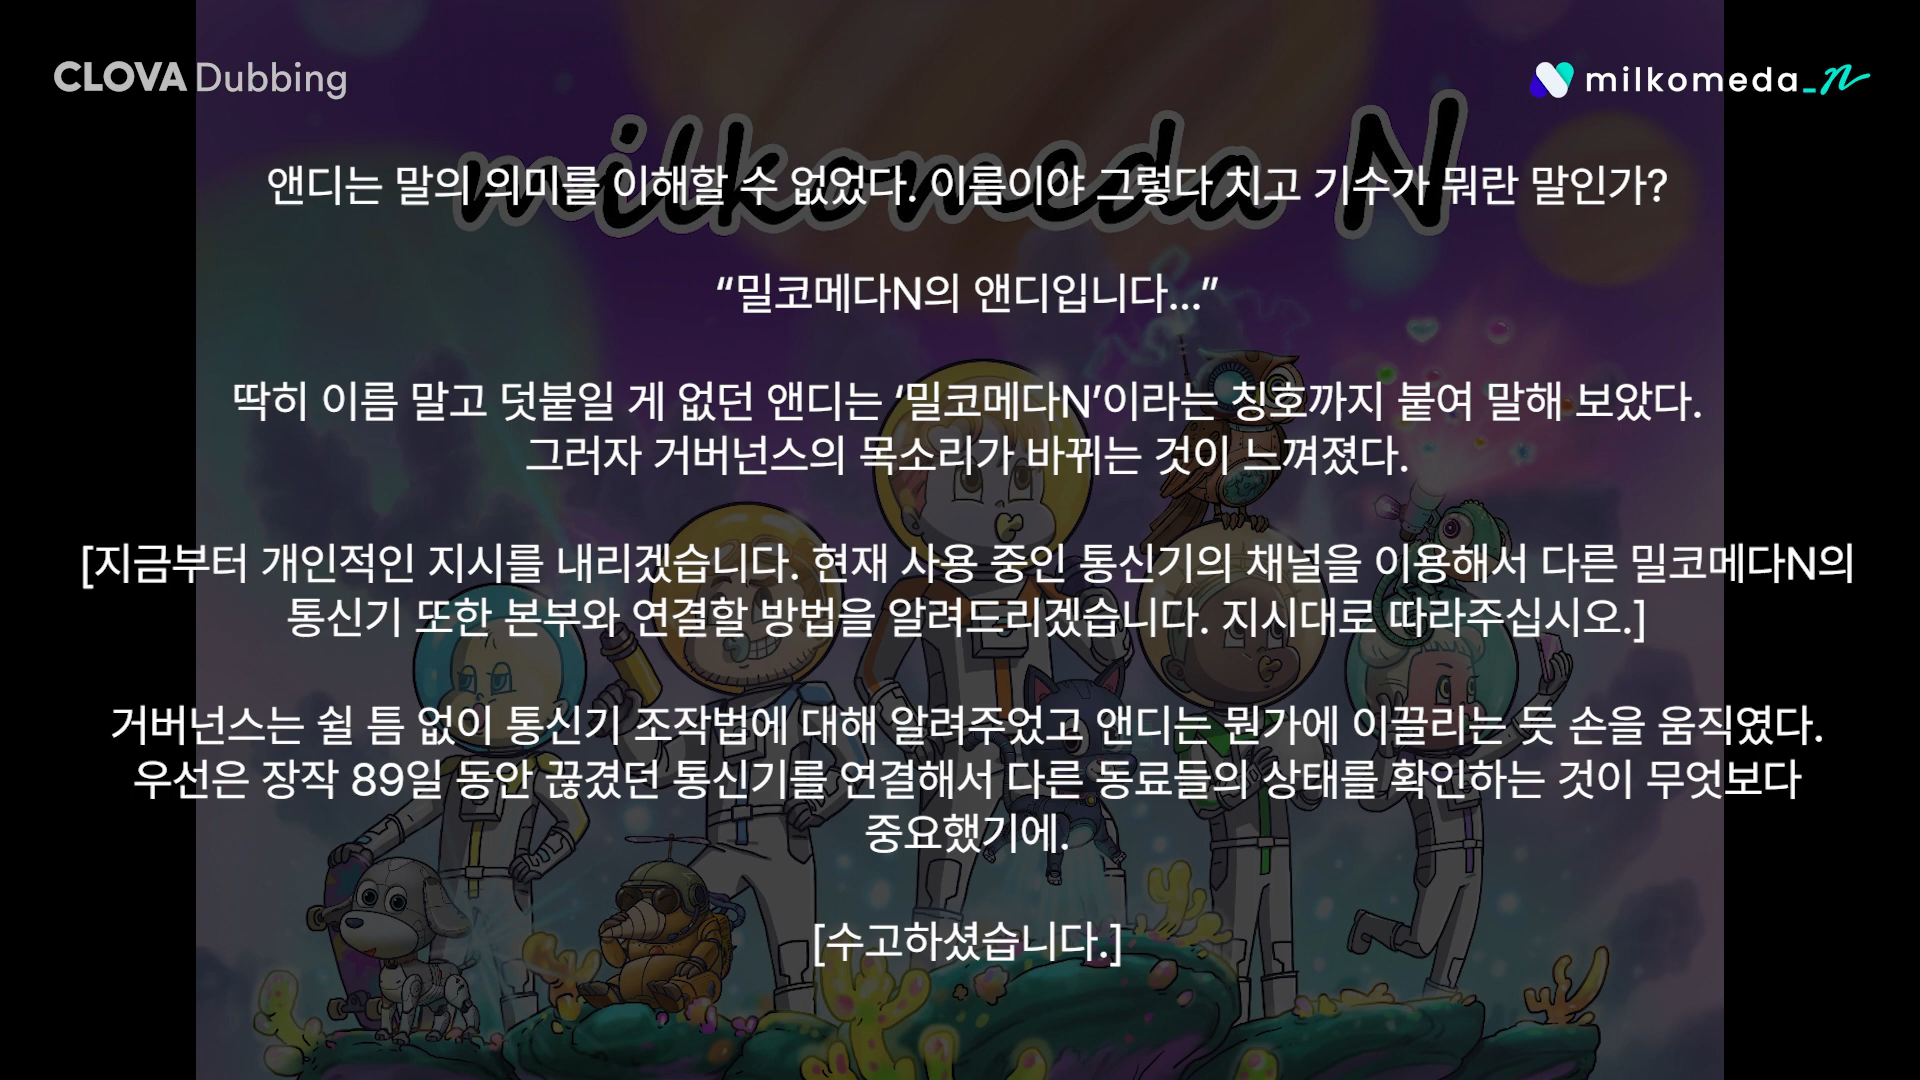 CLOVA Dubbing
milkomeda_n
milkomeda N
앤디는 말의 의미를 이해할 수 없었다. 이름이야 그렇다 치고 기수가 뭐란 말인가?
“밀코메다N의 앤디입니다...”
딱히 이름 말고 덧붙일 게 없던 앤디는 ‘밀코메다N’이라는 칭호까지 붙여 말해 보았다.
그러자 거버넌스의 목소리가 바뀌는 것이 느껴졌다.
[지금부터 개인적인 지시를 내리겠습니다. 현재 사용 중인 통신기의 채널을 이용해서 다른 밀코메다N의
통신기 또한 본부와 연결할 방법을 알려드리겠습니다. 지시대로 따라주십시오.]
거버넌스는 쉴 틈 없이 통신기 조작법에 대해 알려주었고 앤디는 뭔가에 이끌리는 듯 손을 움직였다.
우선은 장작 89일 동안 끊겼던 통신기를 연결해서 다른 동료들의 상태를 확인하는 것이 무엇보다
중요했기에.
[수고하셨습니다.]